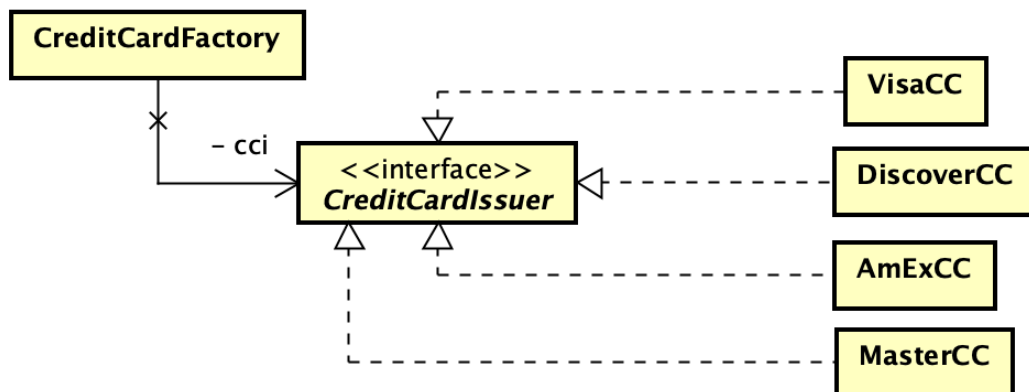 CreditCardFactory
VisaCC
– cci
<<interface>>
CreditCardIssuer
DiscoverCC
AmExCC
MasterCC